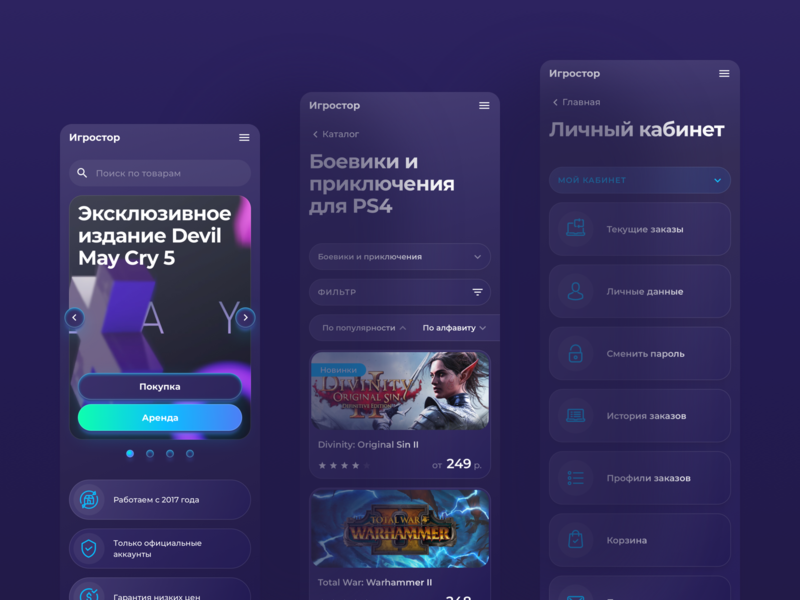 Игростор
Поиск по товарам
Эксклюзивное
издание Devil
May Cry 5
A Y
Покупка
Аренда
Работаем с 2017 года
Только официальные
аккаунты
Гарантия низких цен
Игростор
Каталог
Боевики и
приключения
для PS4
Боевики и приключения
ФИЛЬТР
По популярности
По алфавиту
Новинки
DIVINITY
ORIGINAL SIN
II
DEFINITIVE EDITION
Divinity: Original Sin II
от 249 р.
TOTAL WAR
WARHAMMER
II
Total War: Warhammer II
249
Игростор
Главная
Личный кабинет
МОЙ КАБИНЕТ
Текущие заказы
Личные данные
Сменить пароль
История заказов
Профили заказов
Корзина